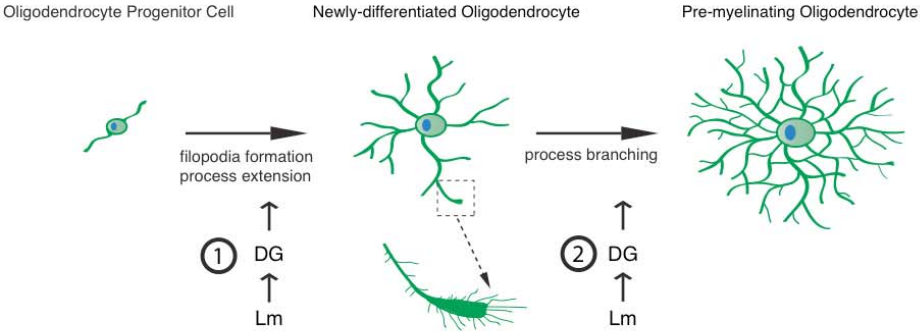 Oligodendrocyte Progenitor Cell
Newly-differentiated Oligodendrocyte
Pre-myelinating Oligodendrocyte
filopodia formation
process extension
process branching
1 DG
Lm
2 DG
Lm